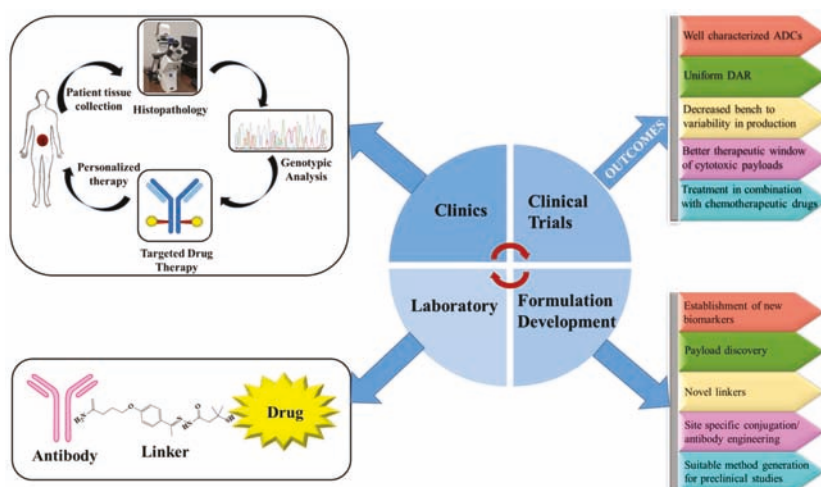 Patient tissue
collection
Histopathology
Genotypic
Analysis
Personalized
therapy
Targeted Drug
Therapy
Clinics
Clinical
Trials
Laboratory
Formulation
Development
OUTCOMES
Well characterized ADCs
Uniform DAR
Decreased bench to
variability in production
Better therapeutic window
of cytotoxic payloads
Treatment in combination
with chemotherapeutic drugs
Establishment of new
biomarkers
Payload discovery
Novel linkers
Site specific conjugation/
antibody engineering
Suitable method generation
for preclinical studies
Antibody
H₂N
O
N
HN
O
Linker
Drug